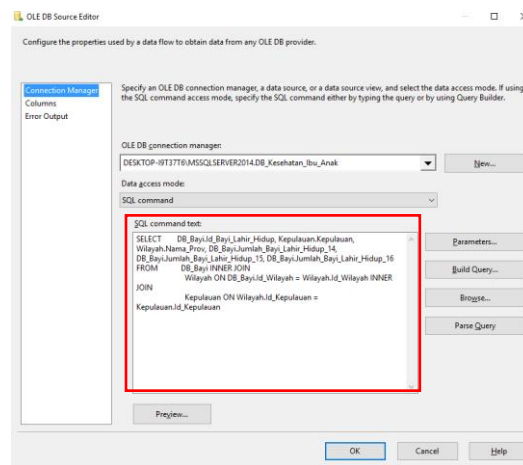 OLE DB Source Editor
Configure the properties used by a data flow to obtain data from any OLE DB provider.
Connection Manager
Columns
Error Output
Specify an OLE DB connection manager, a data source, or a data source view, and select the data access mode. If using
the SQL command access mode, specify the SQL command either by typing the query or by using Query Builder.
OLE DB connection manager:
DESKTOP-I9T37T6\MSSQLSERVER2014.DB_Kesehatan_Ibu_Anak
New...
Data access mode:
SQL command
SQL command text:
SELECT DB_Bayi.Id_Bayi_Lahir_Hidup, Kepulauan.Kepulauan,
Wilayah.Nama_Prov, DB_Bayi.Jumlah_Bayi_Lahir_Hidup_14,
DB_Bayi.Jumlah_Bayi_Lahir_Hidup_15, DB_Bayi.Jumlah_Bayi_Lahir_Hidup_16
FROM DB_Bayi INNER JOIN
Wilayah ON DB_Bayi.Id_Wilayah = Wilayah.Id_Wilayah INNER
JOIN
Kepulauan ON Wilayah.Id_Kepulauan =
Kepulauan.Id_Kepulauan
Parameters...
Build Query...
Browse...
Parse Query
Preview...
OK
Cancel
Help